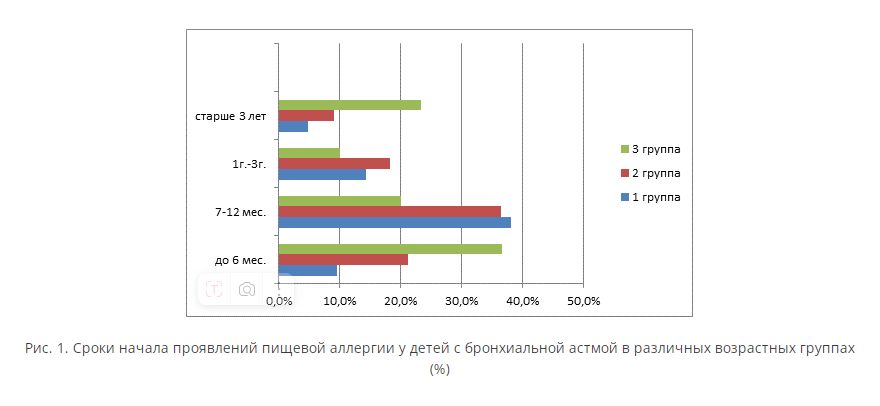 старше 3 лет
1г.-3г.
7-12 мес.
до 6 мес.
0,0%
10,0%
20,0%
30,0%
40,0%
50,0%
3 группа
2 группа
1 группа
Рис. 1. Сроки начала проявлений пищевой аллергии у детей с бронхиальной астмой в различных возрастных группах
(%)